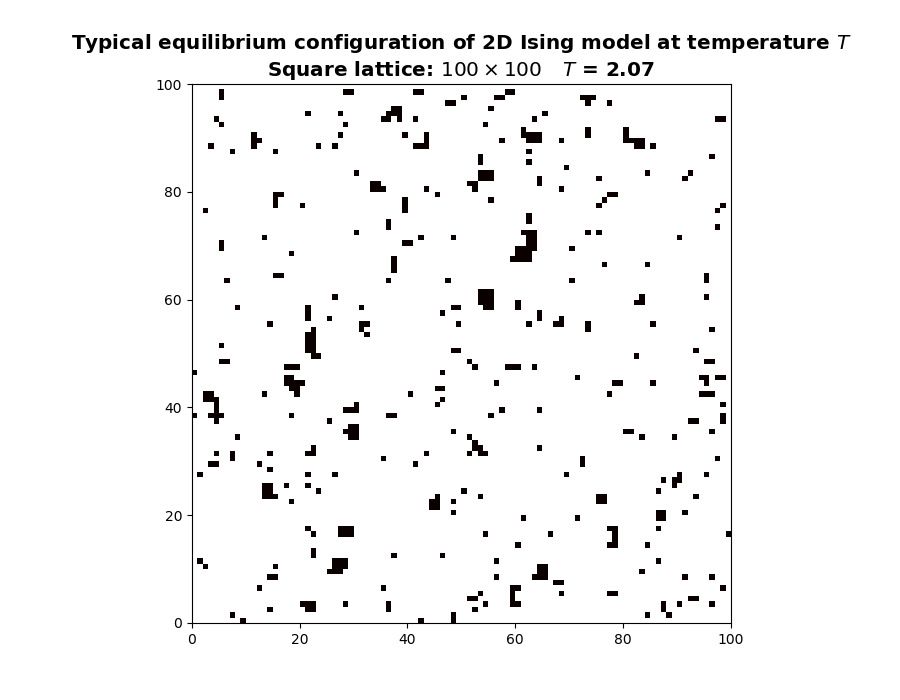 Typical equilibrium configuration of 2D Ising model at temperature T
Square lattice: 100 × 100 T = 2.07
100
80
60
40
20
0
0 20 40 60 80 100